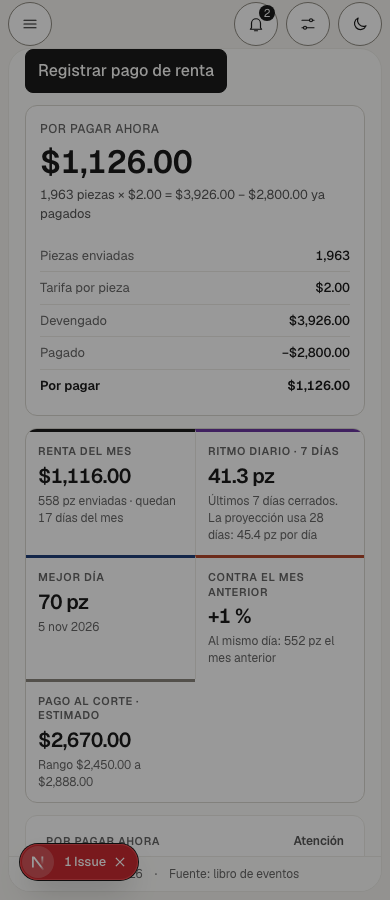 2
Registrar pago de renta
POR PAGAR AHORA
$1,126.00
1,963 piezas × $2.00 = $3,926.00 − $2,800.00 ya
pagados
Piezas enviadas 1,963
Tarifa por pieza $2.00
Devengado $3,926.00
Pagado −$2,800.00
Por pagar $1,126.00
RENTA DEL MES
$1,116.00
558 pz enviadas · quedan
17 días del mes
RITMO DIARIO · 7 DÍAS
41.3 pz
Últimos 7 días cerrados.
La proyección usa 28
días: 45.4 pz por día
MEJOR DÍA
70 pz
5 nov 2026
CONTRA EL MES
ANTERIOR
+1 %
Al mismo día: 552 pz el
mes anterior
PAGO AL CORTE ·
ESTIMADO
$2,670.00
Rango $2,450.00 a
$2,888.00
POR PAGAR AHORA Atención
N 1 Issue
· Fuente: libro de eventos